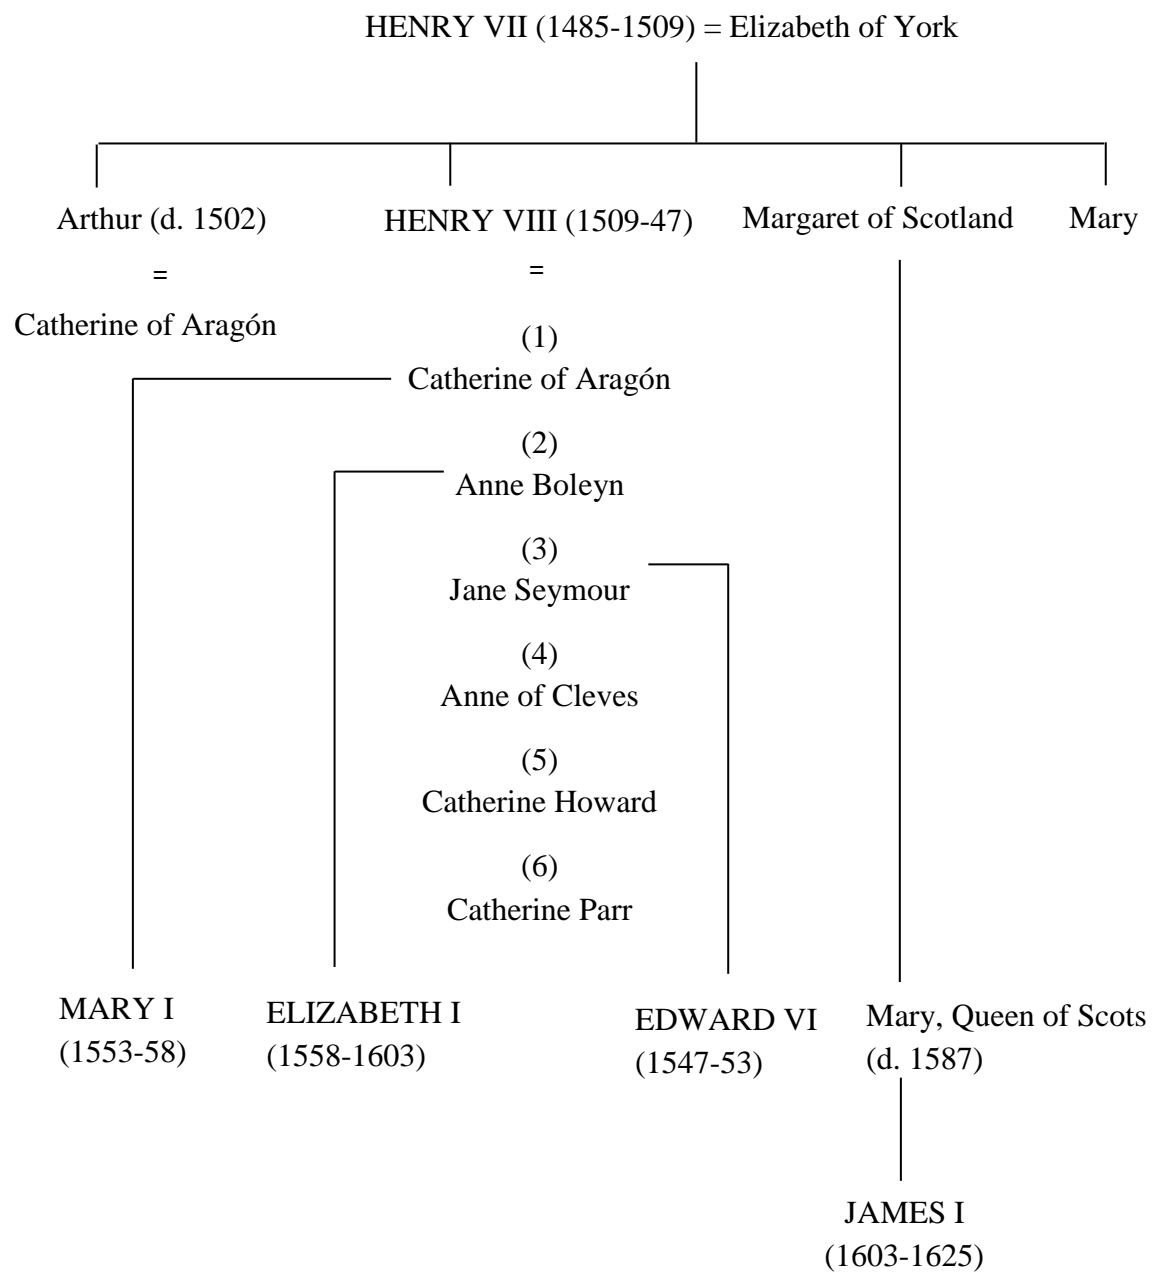 HENRY VII (1485-1509) = Elizabeth of York
Arthur (d. 1502)
HENRY VIII (1509-47)
Margaret of Scotland
Mary
=
=
Catherine of Aragón
(1)
Catherine of Aragón
(2)
Anne Boleyn
(3)
Jane Seymour
(4)
Anne of Cleves
(5)
Catherine Howard
(6)
Catherine Parr
MARY I
(1553-58)
ELIZABETH I
(1558-1603)
EDWARD VI
(1547-53)
Mary, Queen of Scots
(d. 1587)
JAMES I
(1603-1625)